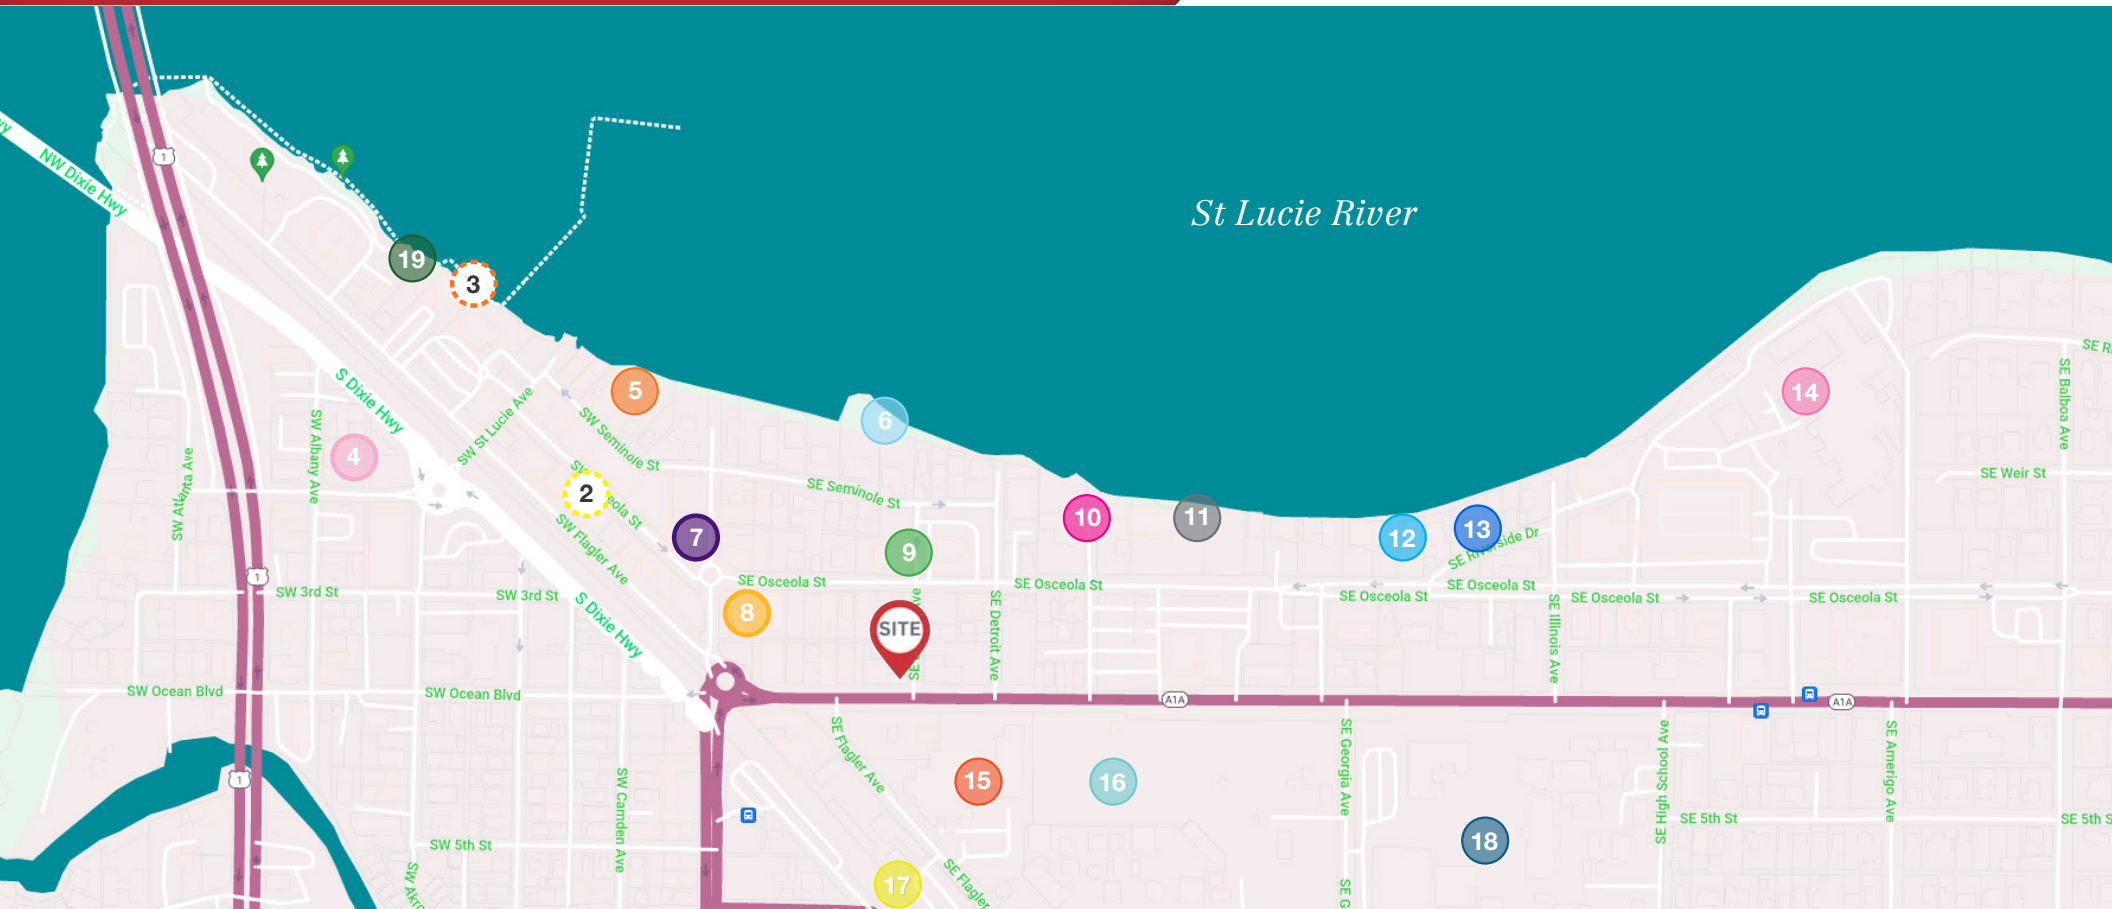 1
NW Dixie Hwy
St Lucie River
19
3
SE R
S Dixie Hwy
SW St Lucie Ave
SW Seminole St
5
6
14
SE Balboa Ave
SW Albany Ave
4
SW Atlanta Ave
2
eola St
SW Flagler Ave
SE Seminole St
SE Weir St
7
9
10
11
12
13
SE Riverside Dr
1
SW 3rd St
SW 3rd St
S Dixie Hwy
SE Osceola St
8
SITE
SE Detroit Ave
SE Osceola St
SE Osceola St
SE Osceola St
SE Illinois Ave
SE Osceola St
SE Osceola St
SW Ocean Blvd
SW Ocean Blvd
A1A
A1A
1
SE Flagler Ave
15
16
SE Georgia Ave
SE High School Ave
SE Amerigo Ave
SE 5th St
SE 5th S
SW Camden Ave
SW 5th St
18
17
SE Flagler
SE G